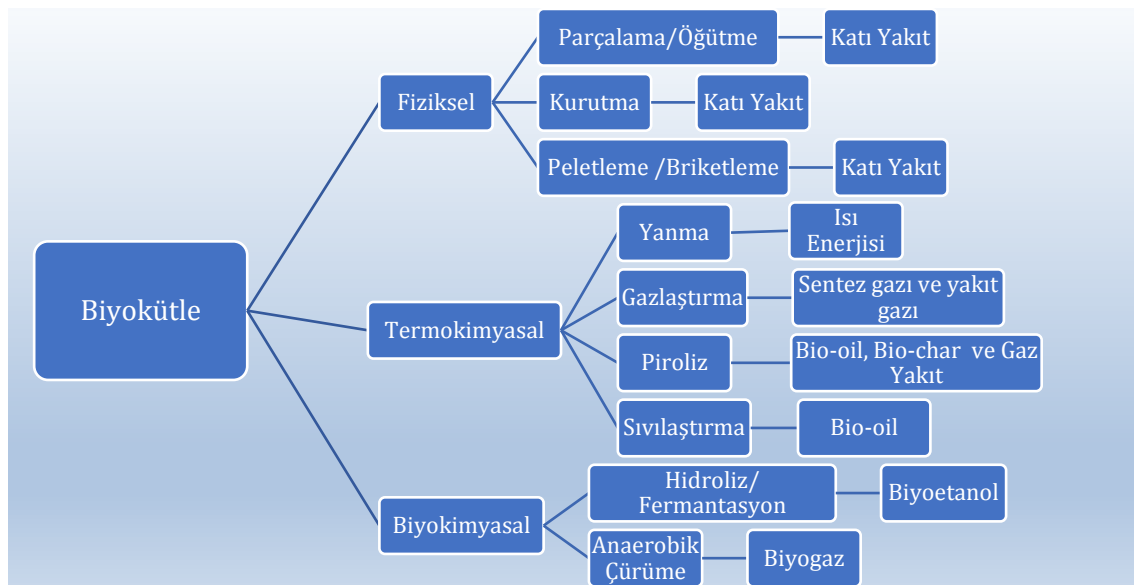 Biyokütle
Fiziksel
Parçalama/Öğütme
Katı Yakıt
Kurutma
Katı Yakıt
Peletleme /Briketleme
Katı Yakıt
Termokimyasal
Yanma
Isı
Enerjisi
Gazlaştırma
Sentez gazı ve yakıt
gazı
Piroliz
Bio-oil, Bio-char ve Gaz
Yakıt
Sıvılaştırma
Bio-oil
Biyokimyasal
Hidroliz/
Fermantasyon
Biyoetanol
Anaerobik
Çürüme
Biyogaz